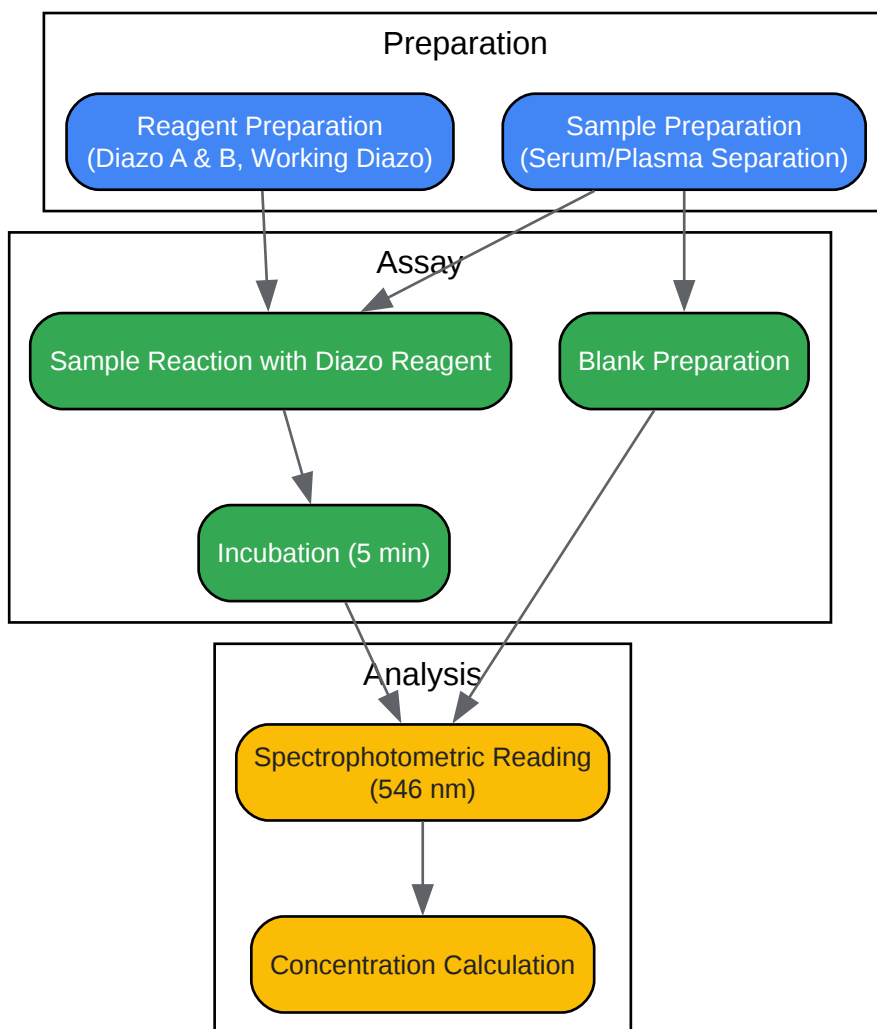 Preparation
Reagent Preparation
(Diazo A & B, Working Diazo)
Sample Preparation
(Serum/Plasma Separation)
Assay
Sample Reaction with Diazo Reagent
Blank Preparation
Incubation (5 min)
Analysis
Spectrophotometric Reading
(546 nm)
Concentration Calculation